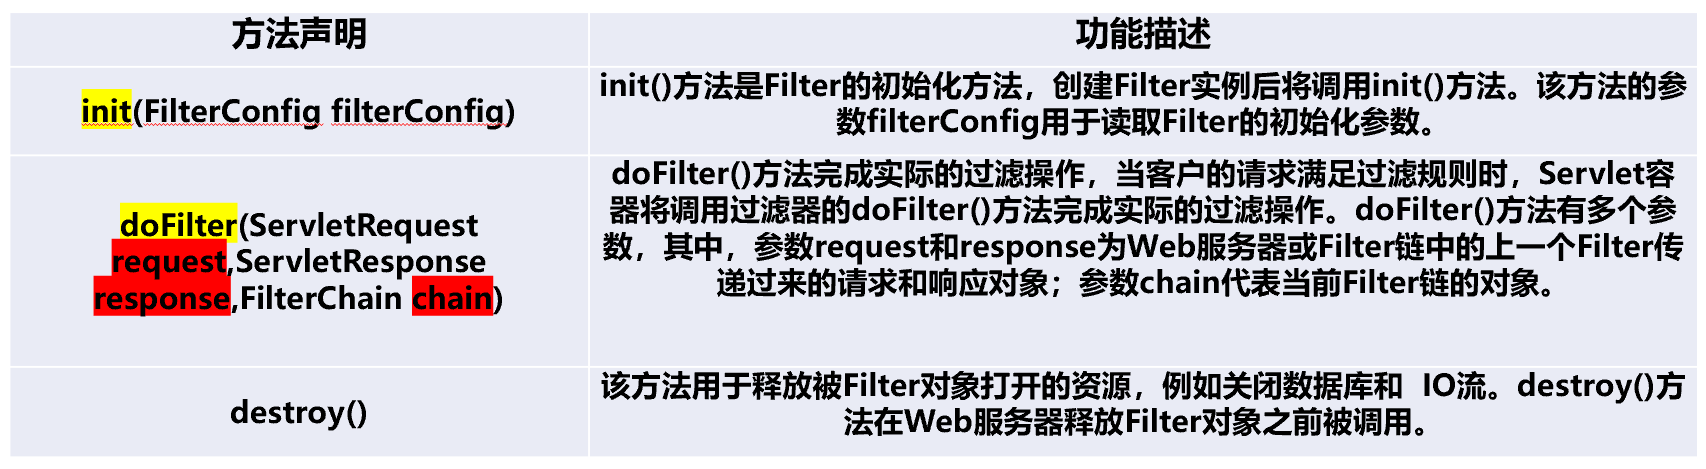 方法声明
功能描述
init(FilterConfig filterConfig)
init()方法是Filter的初始化方法，创建Filter实例后将调用init()方法。该方法的参
数filterConfig用于读取Filter的初始化参数。
doFilter(ServletRequest
request,ServletResponse
response,FilterChain chain)
doFilter()方法完成实际的过滤操作，当客户的请求满足过滤规则时，Servlet容
器将调用过滤器的doFilter()方法完成实际的过滤操作。doFilter()方法有多个参
数，其中，参数request和response为Web服务器或Filter链中的上一个Filter传
递过来的请求和响应对象；参数chain代表当前Filter链的对象。
destroy()
该方法用于释放被Filter对象打开的资源，例如关闭数据库和 IO流。destroy()方
法在Web服务器释放Filter对象之前被调用。